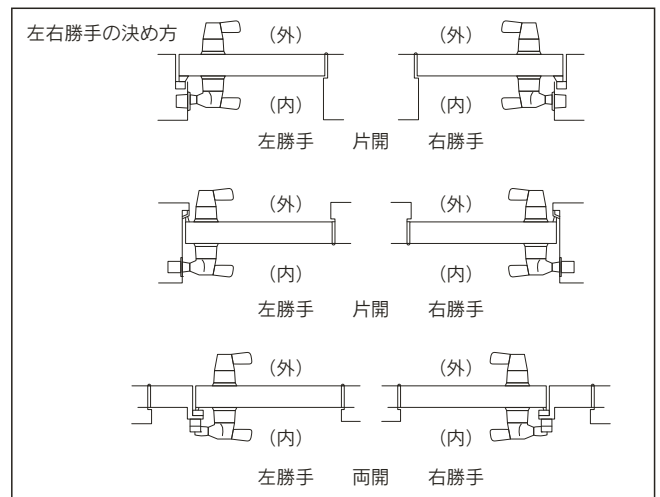 左右勝手の決め方
（外） （外）
（内） （内）
左勝手 片開 右勝手
（外） （外）
（内） （内）
左勝手 片開 右勝手
（外） （外）
（内） （内）
左勝手 両開 右勝手